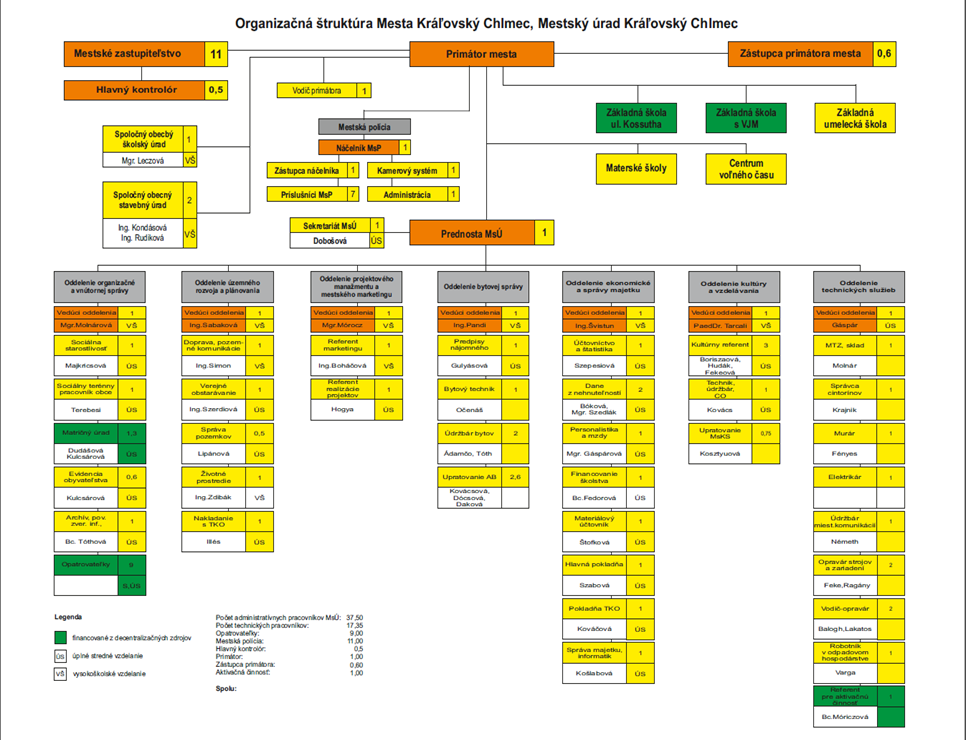 Organizačná štruktúra Mesta Kráľovský Chlmec, Mestský úrad Kráľovský Chlmec
Mestské zastupiteľstvo 11
Primátor mesta
Zástupca primátora mesta 0,6
Hlavný kontrolór 0,5
Vodič primátora 1
Základná škola
ul. Kossutha
Základná škola
s VJM
Základná
umelecká škola
Mestská polícia
Náčelník MsP 1
Zástupca náčelníka 1
Kamerový systém 1
Príslušníci MsP 7
Administrácia 1
Spoločný obecý
školský úrad 1
Mgr. Leczová VŠ
Materské školy
Centrum
voľného času
Spoločný obecný
stavebný úrad 2
Ing. Kondásová
Ing. Rudiková VŠ
Sekretariát MsÚ 1
Dobošová ÚS
Prednosta MsÚ 1
Oddelenie organizačné
a vnútornej správy
Vedúci oddelenia 1
Mgr.Molnárová VŠ
Sociálna
starostlivosť 1
Majkricsová ÚS
Sociálny terénny
pracovník obce 1
Terebesi ÚS
Matričný úrad 1,3
Dudášová
Kulcsárová ÚS
Evidencia
obyvateľstva 0,6
Kulcsárová ÚS
Archív, pov.
zver. inf., 1
Bc. Tóthová ÚS
Opatrovateľky 9
S,ÚS
Oddelenie územného
rozvoja a plánovania
Vedúci oddelenia 1
Ing.Sabaková VŠ
Doprava, pozem-
né komunikácie 1
Ing.Simon VŠ
Verejné
obstarávanie 1
Ing.Szerdiová ÚS
Správa
pozemkov 0,5
Lipánová ÚS
Životné
prostredie 1
Ing.Zdibák VŠ
Nakladanie
s TKO 1
Illés ÚS
Oddelenie projektového
manažmentu a
mestského marketingu
Vedúci oddelenia 1
Mgr.Mórocz VŠ
Referent
marketingu 1
Ing.Boháčová VŠ
Referent
realizácie
projektov 1
Hogya ÚS
Oddelenie bytovej správy
Vedúci oddelenia 1
Ing.Pandi VŠ
Predpisy
nájomného 1
Gulyásová ÚS
Bytový technik 1
Očenáš
Údržbár bytov 2
Ádamčo, Tóth
Upratovanie AB 2,6
Kovácsová,
Dócsová,
Daková
Oddelenie ekonomické
a správy majetku
Vedúci oddelenia 1
Ing.Švistun VŠ
Účtovníctvo
a štatistika 1
Szepesiová ÚS
Dane
z nehnuteľností 2
Bóková,
Mgr. Szedlák ÚS
Personalistika
a mzdy 1
Mgr. Gáspárová ÚS
Financovanie
školstva 1
Bc.Fedorová ÚS
Materiálový
účtovník 1
Štofková ÚS
Hlavná pokladňa 1
Szabová ÚS
Pokladňa TKO 1
Kováčová ÚS
Správa majetku,
informatik 1
Košlabová ÚS
Oddelenie kultúry
a vzdelávania
Vedúci oddelenia 1
PaedDr. Tarcali VŠ
Kultúrny referent 3
Boriszaová,
Hudák,
Fekeová ÚS
Technik,
údržbár,
CO 1
Kovács ÚS
Upratovanie
MsKS 0,75
Kosztyuová
Oddelenie
technických služieb
Vedúci oddelenia 1
Gáspár ÚS
MTZ, sklad 1
Molnár
Správca
cintorínov 1
Krajnik
Murár 1
Fényes
Elektrikár 1
Údržbár
miest.komunikácií 1
Németh
Opravár strojov
a zariadení 2
Feke,Ragány
Vodič-opravár 2
Balogh,Lakatos
Robotník
v odpadovom
hospodárstve 1
Varga
Referent
pre aktivačnú
činnosť 1
Bc.Móriczová
Legenda
financované z decentralizačných zdrojov
ÚS úplné stredné vzdelanie
VŠ vysokoškolské vzdelanie
Počet administratívnych pracovníkov MsÚ: 37,50
Počet technických pracovníkov: 17,35
Opatrovateľky: 9,00
Mestská polícia: 11,00
Hlavný kontrolór: 0,5
Primátor: 1,00
Zástupca primátora: 0,60
Aktivačná činnosť: 1,00
Spolu: